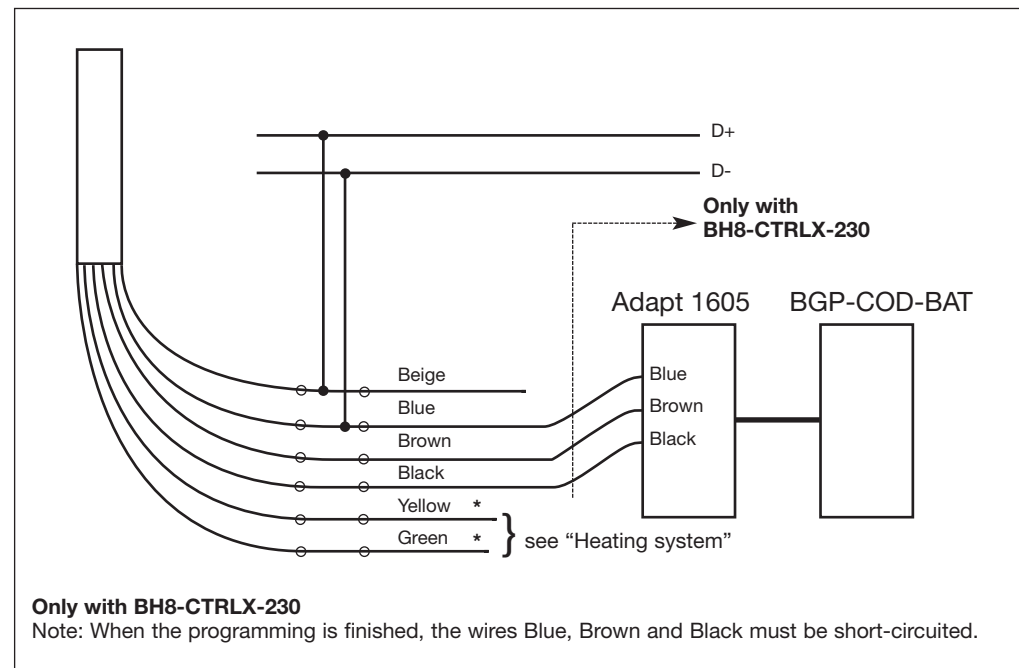 D+
D-
Only with
BH8-CTRLX-230
Adapt 1605
BGP-COD-BAT
Beige
Blue
Brown
Black
Yellow *
Green *
see “Heating system”
Blue
Brown
Black
Only with BH8-CTRLX-230
Note: When the programming is finished, the wires Blue, Brown and Black must be short-circuited.